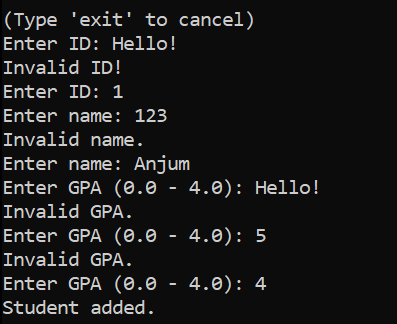 (Type 'exit' to cancel)
Enter ID: Hello!
Invalid ID!
Enter ID: 1
Enter name: 123
Invalid name.
Enter name: Anjum
Enter GPA (0.0 - 4.0): Hello!
Invalid GPA.
Enter GPA (0.0 - 4.0): 5
Invalid GPA.
Enter GPA (0.0 - 4.0): 4
Student added.